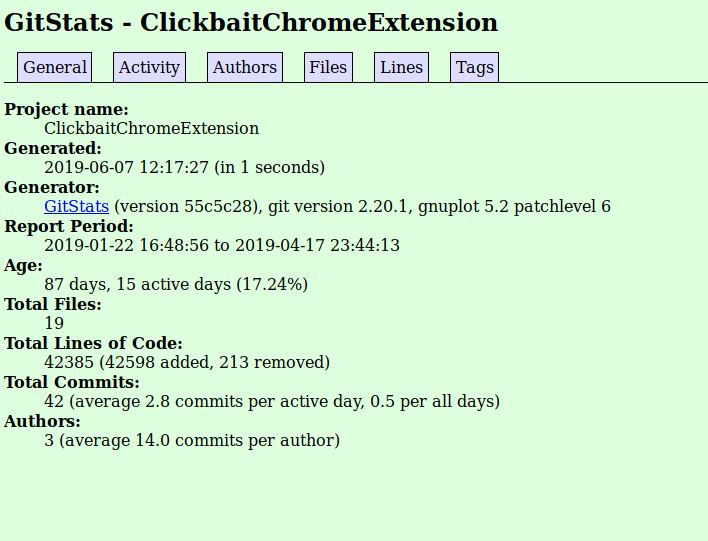 GitStats - ClickbaitChromeExtension
General Activity Authors Files Lines Tags
Project name:
ClickbaitChromeExtension
Generated:
2019-06-07 12:17:27 (in 1 seconds)
Generator:
GitStats (version 55c5c28), git version 2.20.1, gnuplot 5.2 patchlevel 6
Report Period:
2019-01-22 16:48:56 to 2019-04-17 23:44:13
Age:
87 days, 15 active days (17.24%)
Total Files:
19
Total Lines of Code:
42385 (42598 added, 213 removed)
Total Commits:
42 (average 2.8 commits per active day, 0.5 per all days)
Authors:
3 (average 14.0 commits per author)